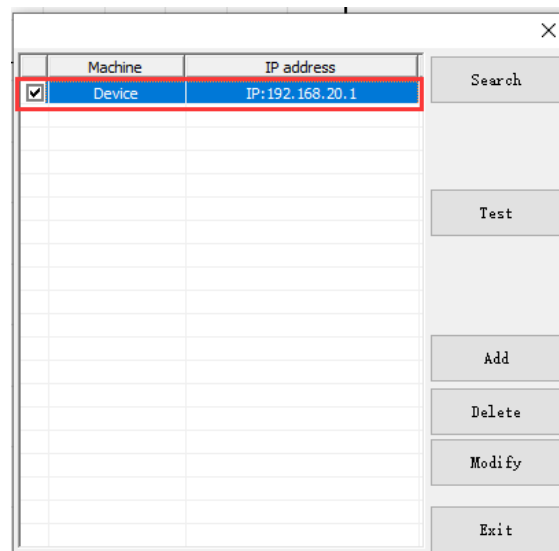 Machine IP address
Device IP:192.168.20.1
Search
Test
Add
Delete
Modify
Exit